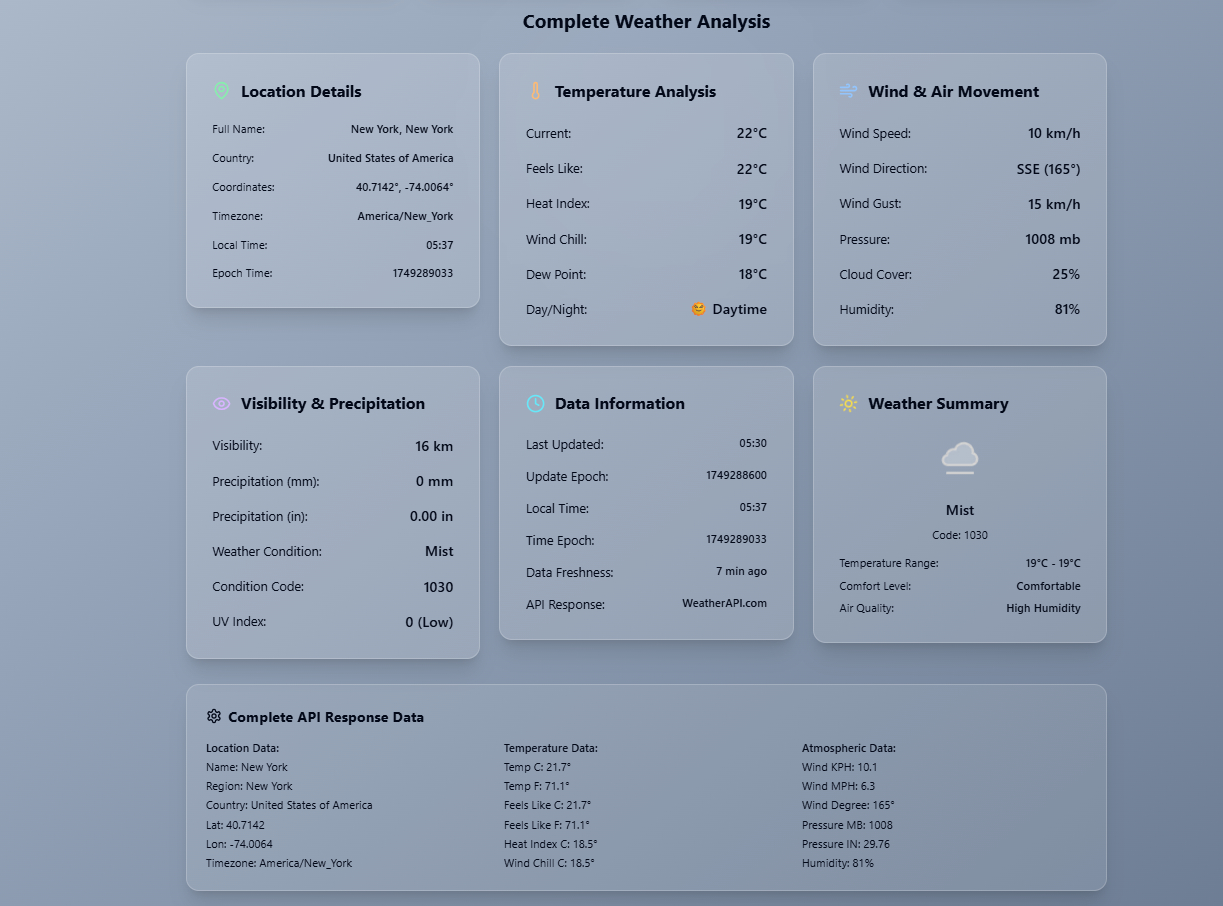 Complete Weather Analysis
Location Details
Full Name: New York, New York
Country: United States of America
Coordinates: 40.7142°, -74.0064°
Timezone: America/New_York
Local Time: 05:37
Epoch Time: 1749289033
Temperature Analysis
Current: 22°C
Feels Like: 22°C
Heat Index: 19°C
Wind Chill: 19°C
Dew Point: 18°C
Day/Night: 😊 Daytime
Wind & Air Movement
Wind Speed: 10 km/h
Wind Direction: SSE (165°)
Wind Gust: 15 km/h
Pressure: 1008 mb
Cloud Cover: 25%
Humidity: 81%
Visibility & Precipitation
Visibility: 16 km
Precipitation (mm): 0 mm
Precipitation (in): 0.00 in
Weather Condition: Mist
Condition Code: 1030
UV Index: 0 (Low)
Data Information
Last Updated: 05:30
Update Epoch: 1749288600
Local Time: 05:37
Time Epoch: 1749289033
Data Freshness: 7 min ago
API Response: WeatherAPI.com
Weather Summary
Mist
Code: 1030
Temperature Range: 19°C - 19°C
Comfort Level: Comfortable
Air Quality: High Humidity
Complete API Response Data
Location Data:
Name: New York
Region: New York
Country: United States of America
Lat: 40.7142
Lon: -74.0064
Timezone: America/New_York
Temperature Data:
Temp C: 21.7°
Temp F: 71.1°
Feels Like C: 21.7°
Feels Like F: 71.1°
Heat Index C: 18.5°
Wind Chill C: 18.5°
Atmospheric Data:
Wind KPH: 10.1
Wind MPH: 6.3
Wind Degree: 165°
Pressure MB: 1008
Pressure IN: 29.76
Humidity: 81%